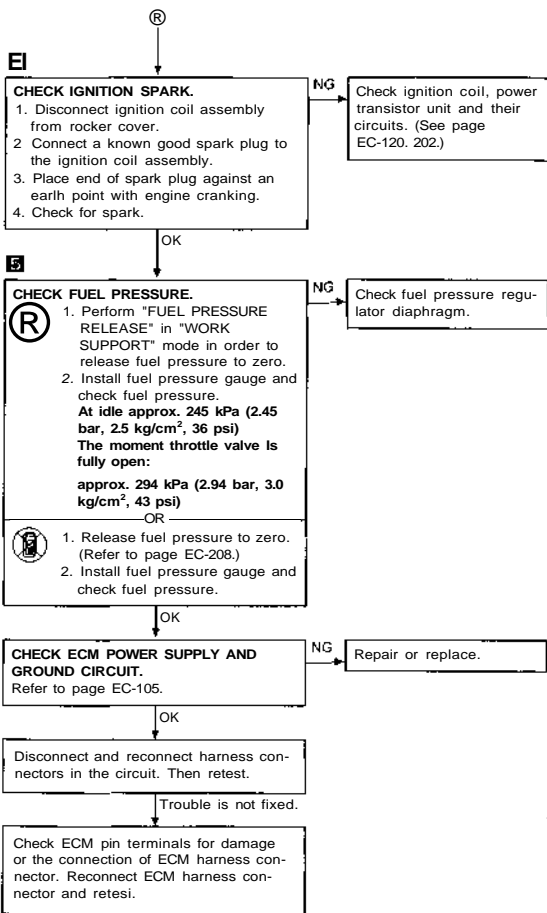 ®
EI
CHECK IGNITION SPARK.
1. Disconnect ignition coil assembly
from rocker cover.
2 Connect a known good spark plug to
the ignition coil assembly.
3. Place end of spark plug against an
earlh point with engine cranking.
4. Check for spark.
NG
Check ignition coil, power
transistor unit and their
circuits. (See page
EC-120. 202.)
OK
5
CHECK FUEL PRESSURE.
®
1. Perform "FUEL PRESSURE
RELEASE" in "WORK
SUPPORT" mode in order to
release fuel pressure to zero.
2. Install fuel pressure gauge and
check fuel pressure.
At idle approx. 245 kPa (2.45
bar, 2.5 kg/cm², 36 psi)
The moment throttle valve Is
fully open:
approx. 294 kPa (2.94 bar, 3.0
kg/cm², 43 psi)
OR
1. Release fuel pressure to zero.
(Refer to page EC-208.)
2. Install fuel pressure gauge and
check fuel pressure.
NG
Check fuel pressure regu-
lator diaphragm.
OK
CHECK ECM POWER SUPPLY AND
GROUND CIRCUIT.
Refer to page EC-105.
NG
Repair or replace.
OK
Disconnect and reconnect harness con-
nectors in the circuit. Then retest.
Trouble is not fixed.
Check ECM pin terminals for damage
or the connection of ECM harness con-
nector. Reconnect ECM harness con-
nector and retesi.